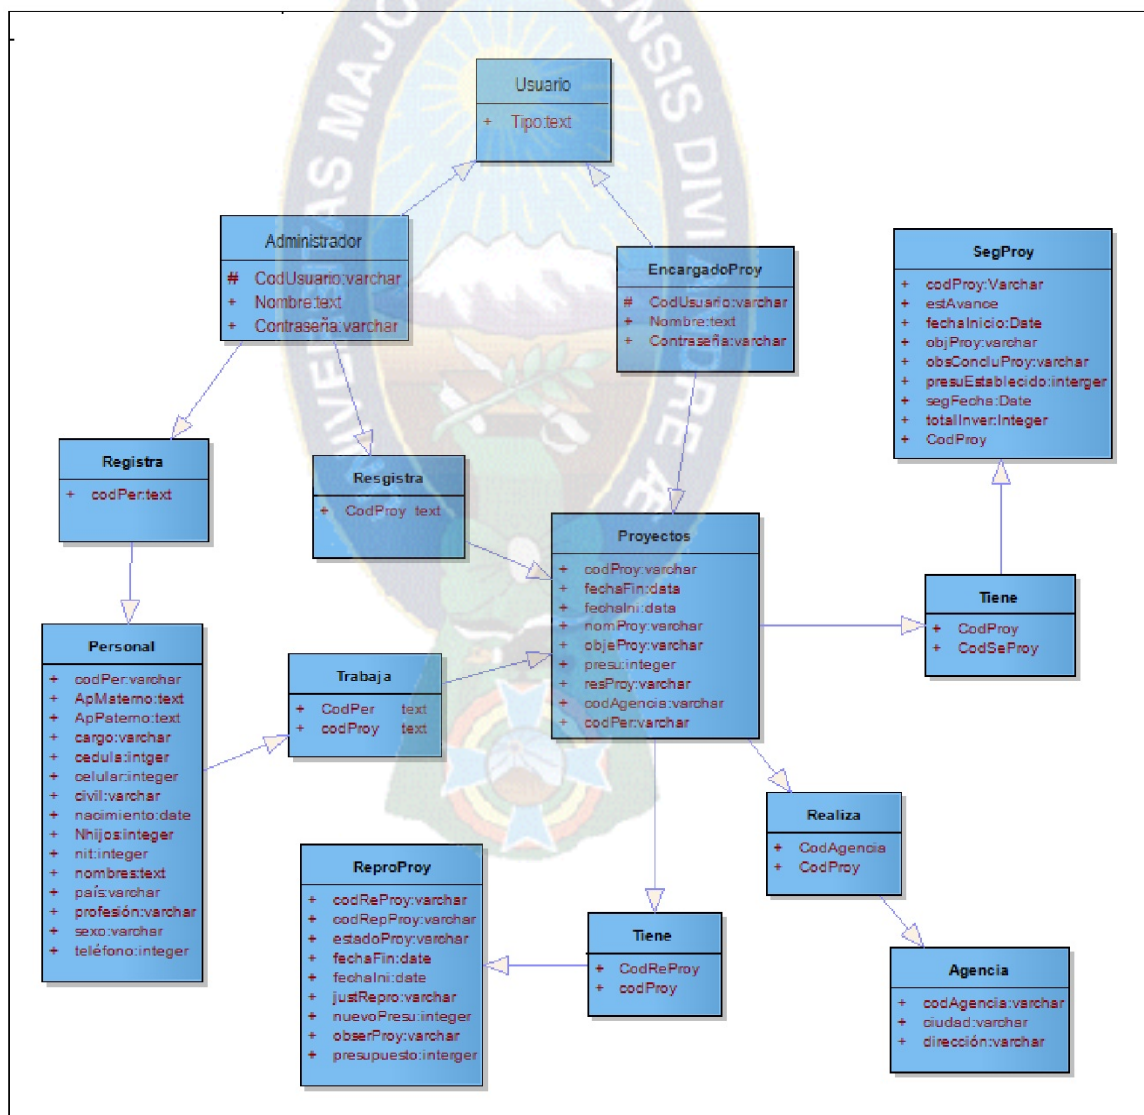 UNIVERSITAS MAJO
ENSIS DIVI ANDRE Æ
Usuario
+ Tipo:text
Administrador
# CodUsuario:varchar
+ Nombre:text
+ Contraseña:varchar
EncargadoProy
# CodUsuario:varchar
+ Nombre:text
+ Contraseña:varchar
SegProy
+ codProy:Varchar
+ estAvance
+ fechaInicio:Date
+ objProy:varchar
+ obsConcluProy:varchar
+ presuEstablecido:interger
+ segFecha:Date
+ totalInver:Integer
+ CodProy
Registra
+ codPer:text
Resgistra
+ CodProy text
Proyectos
+ codProy:varchar
+ fechaFin:data
+ fechaIni:data
+ nomProy:varchar
+ objeProy:varchar
+ presu:integer
+ resProy:varchar
+ codAgencia:varchar
+ codPer:varchar
Tiene
+ CodProy
+ CodSeProy
Personal
+ codPer:varchar
+ ApMaterno:text
+ ApPaterno:text
+ cargo:varchar
+ cedula:intger
+ celular:integer
+ civil:varchar
+ nacimiento:date
+ Nhijos:integer
+ nit:integer
+ nombres:text
+ país:varchar
+ profesión:varchar
+ sexo:varchar
+ teléfono:integer
Trabaja
+ CodPer text
+ codProy text
Realiza
+ CodAgencia
+ CodProy
ReproProy
+ codReProy:varchar
+ codRepProy:varchar
+ estadoProy:varchar
+ fechaFin:date
+ fechaIni:date
+ justRepro:varchar
+ nuevoPresu:integer
+ obserProy:varchar
+ presupuesto:interger
Tiene
+ CodReProy
+ codProy
Agencia
+ codAgencia:varchar
+ ciudad:varchar
+ dirección:varchar